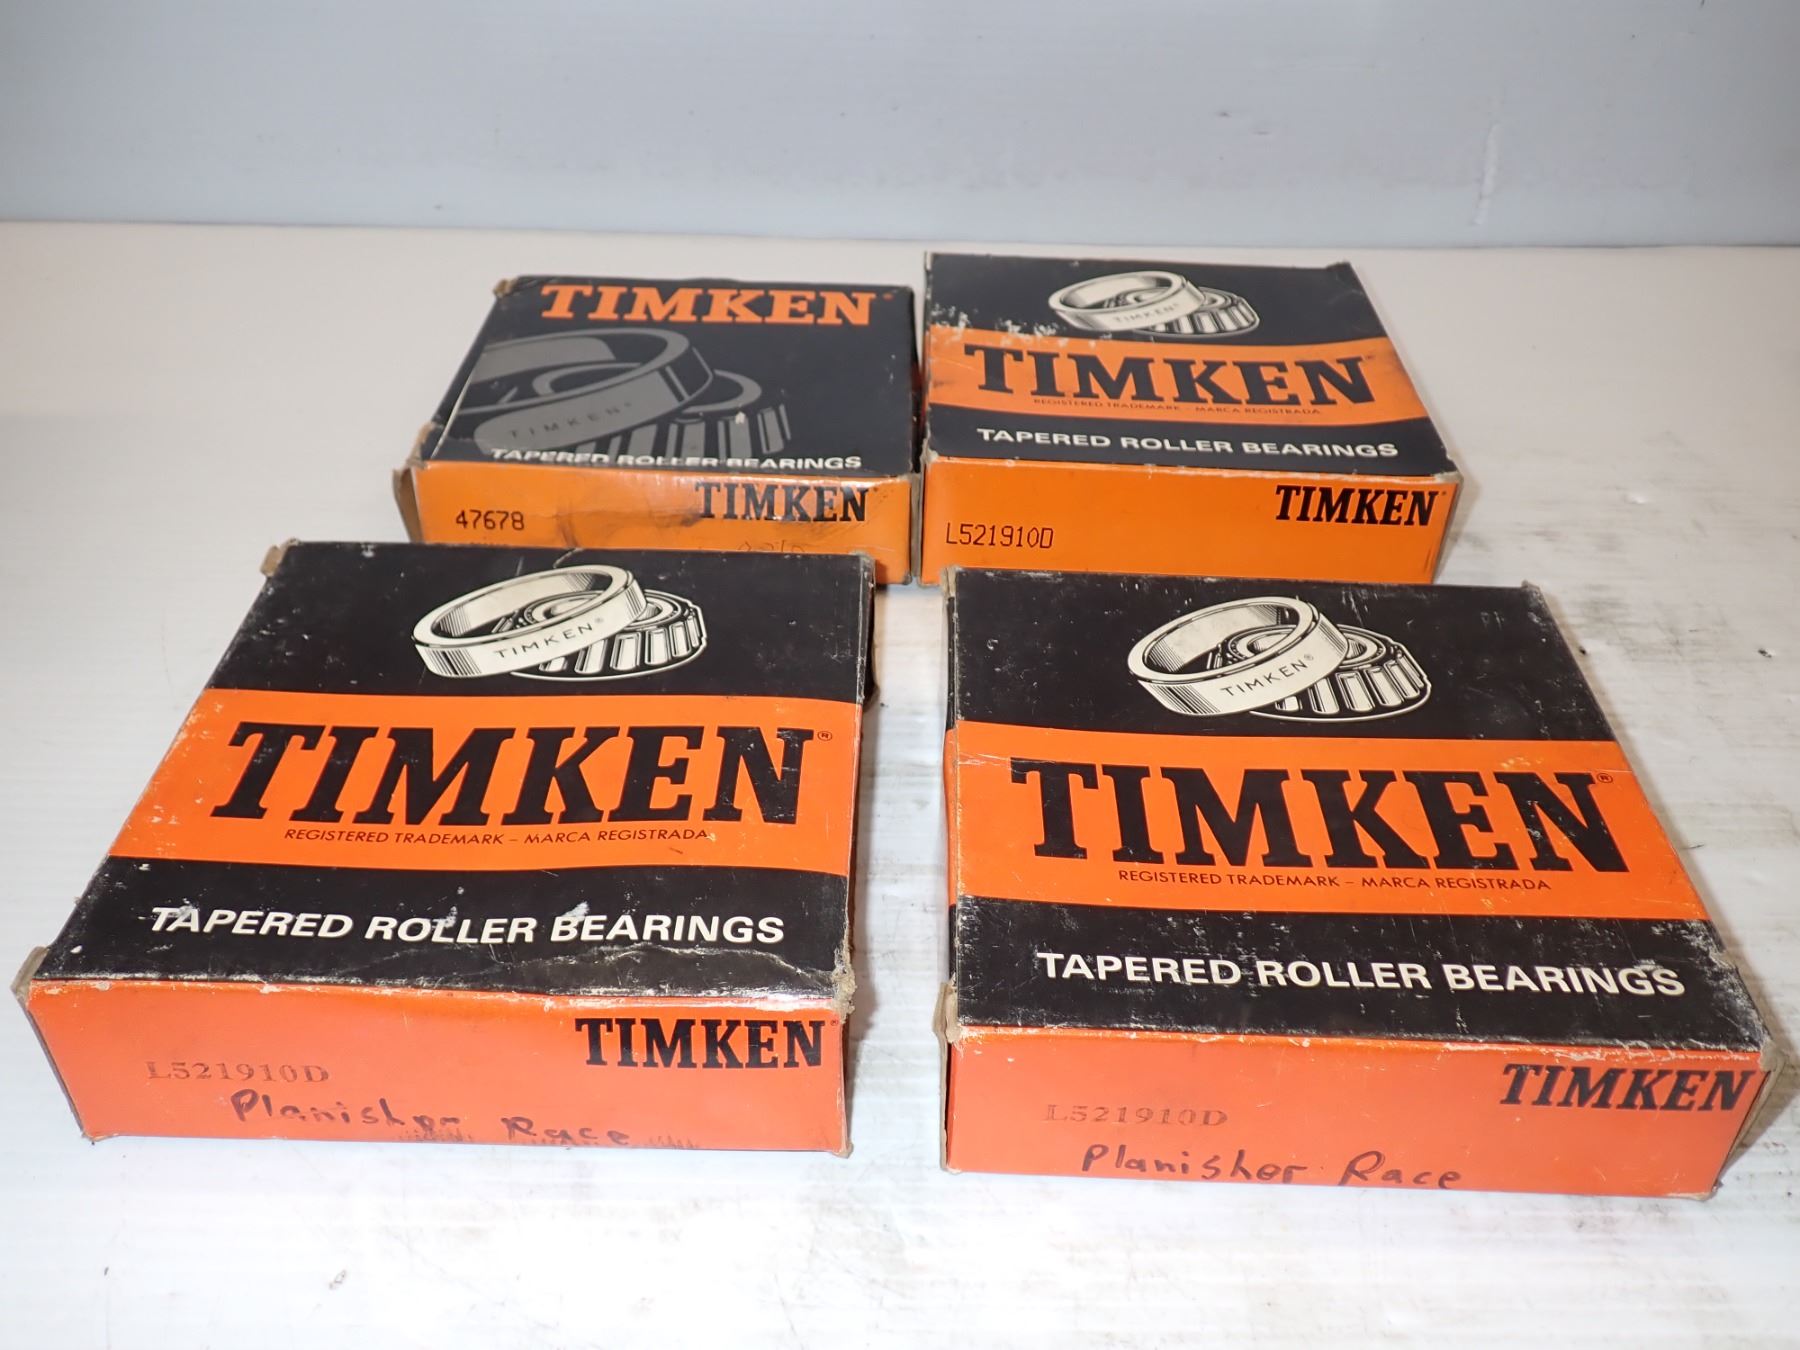 TIMKEN
TIMKEN®
TAPERED ROLLER BEARINGS
47678
TIMKEN
TIMKEN®
TIMKEN
REGISTERED TRADEMARK – MARCA REGISTRADA
TAPERED ROLLER BEARINGS
L521910D
TIMKEN
TIMKEN®
TIMKEN®
REGISTERED TRADEMARK – MARCA REGISTRADA
TAPERED ROLLER BEARINGS
TIMKEN
L521910D
Planisher Race
TIMKEN®
TIMKEN®
REGISTERED TRADEMARK – MARCA REGISTRADA
TAPERED ROLLER BEARINGS
TIMKEN
L521910D
Planisher Race